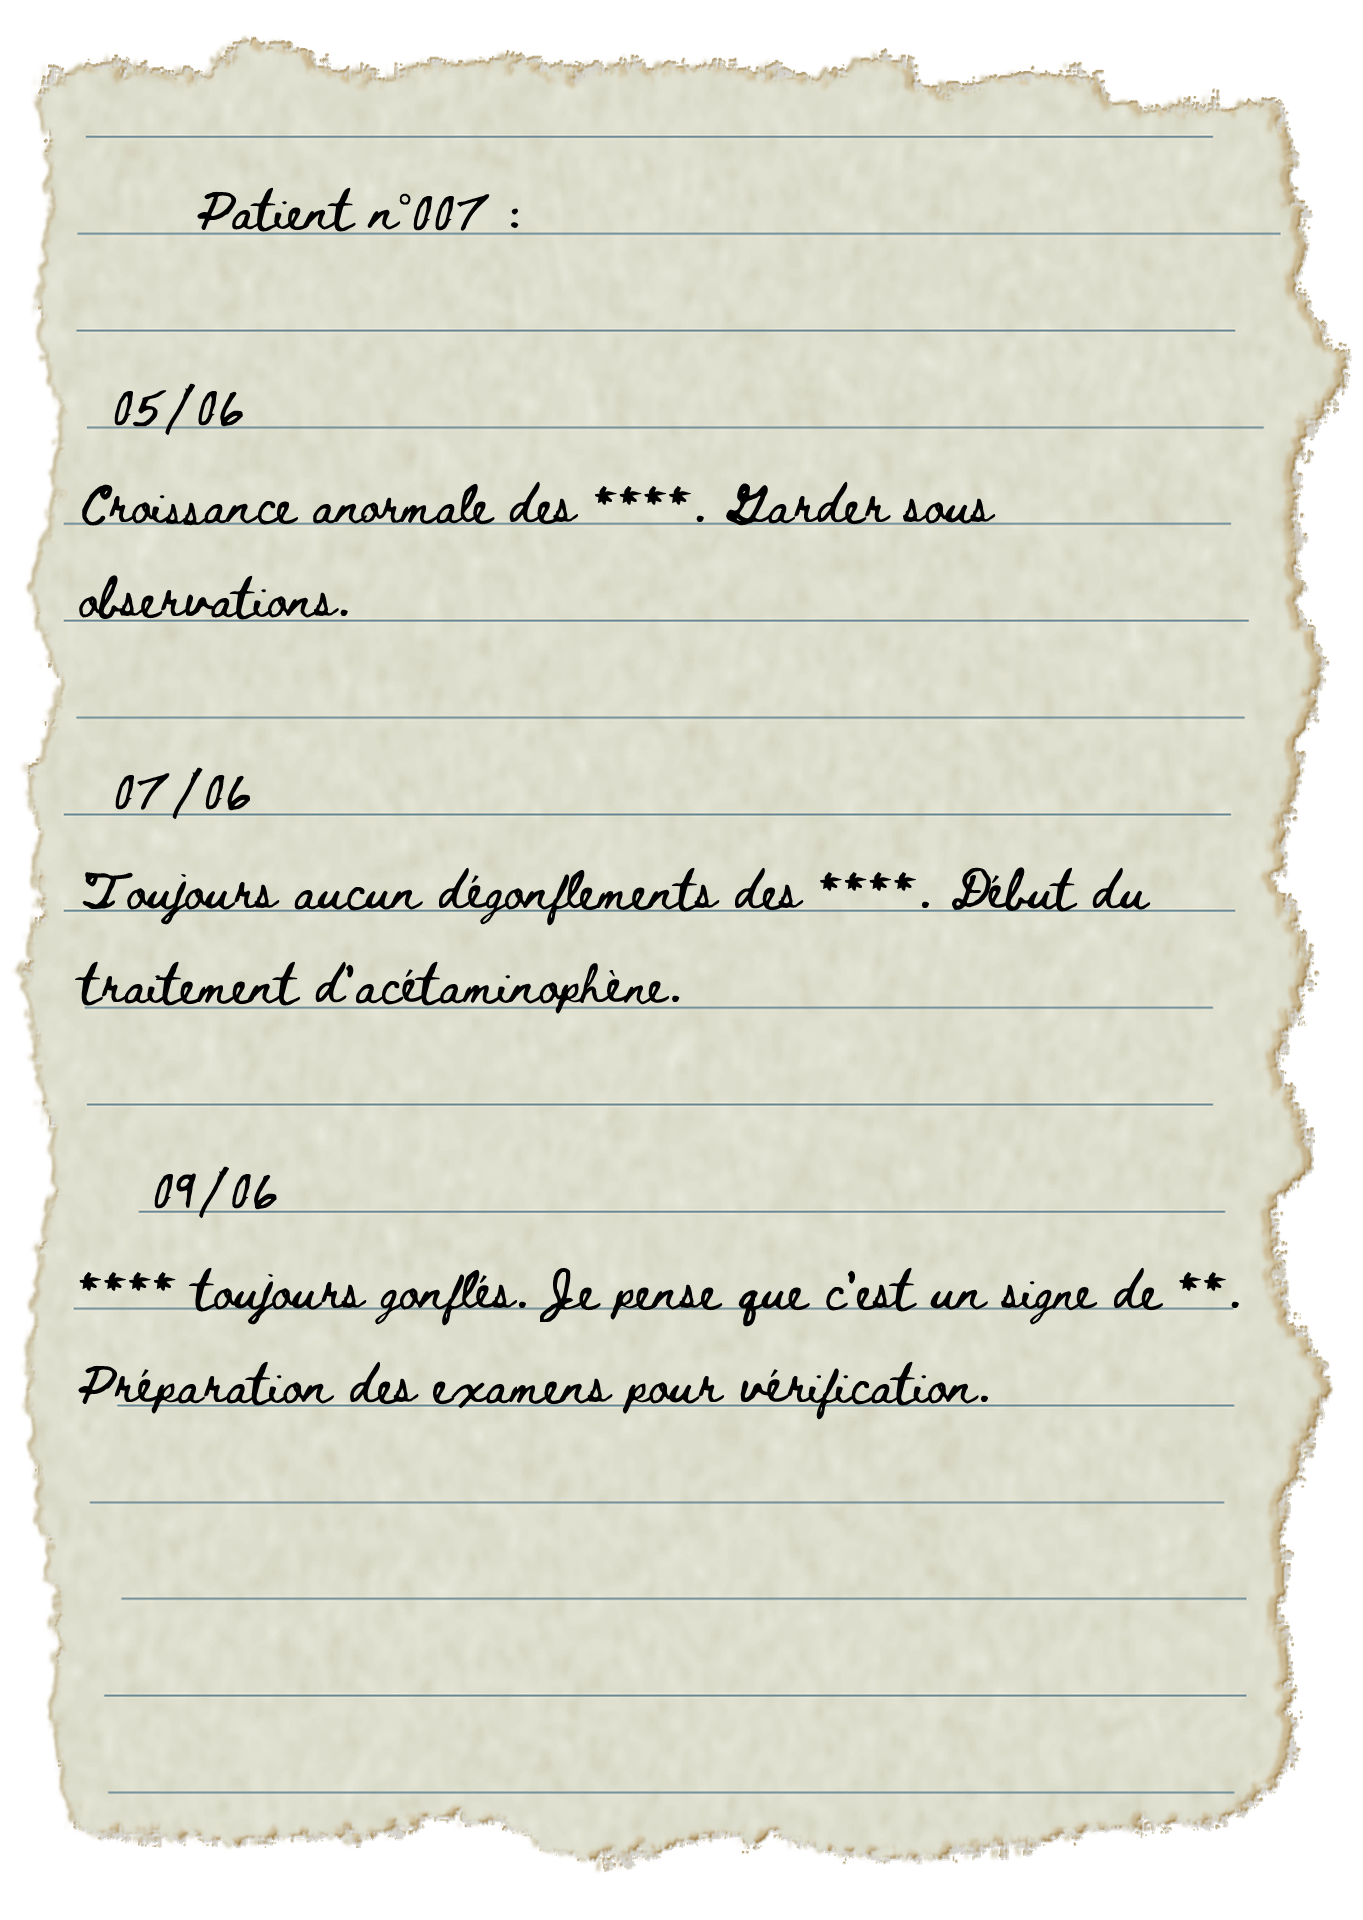 Patient n°007 :
05/06
Croissance anormale des ****. Garder sous
observations.
07/06
Toujours aucun dégonflements des ****. Début du
traitement d'acétaminophène.
09/06
**** toujours gonflés. Je pense que c'est un signe de **.
Préparation des examens pour vérification.